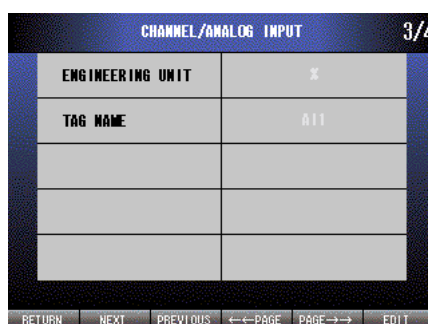 CHANNEL/ANALOG INPUT 3/4
ENGINEERING UNIT %
TAG NAME AI1
RETURN NEXT PREVIOUS ←←PAGE PAGE→→ EDIT